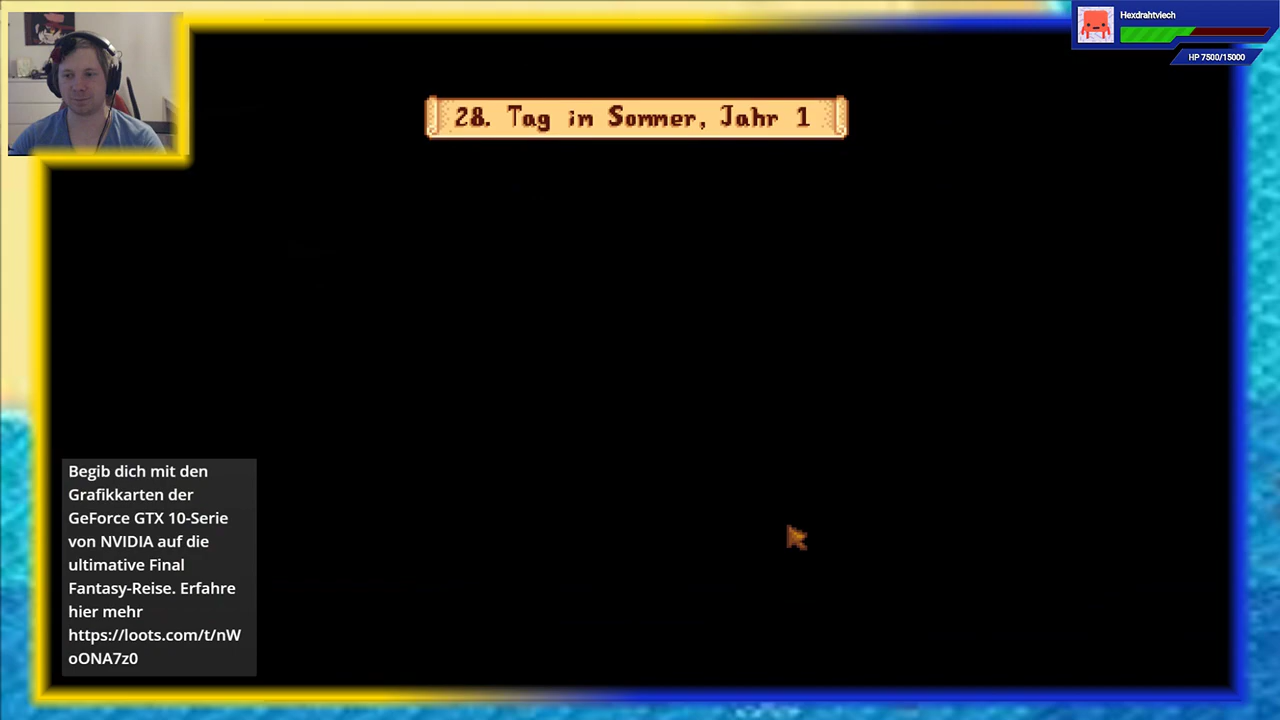 Hexdrahtviech
HP 7500/15000
28. Tag im Sommer, Jahr 1
Begib dich mit den
Grafikkarten der
GeForce GTX 10-Serie
von NVIDIA auf die
ultimative Final
Fantasy-Reise. Erfahre
hier mehr
https://loots.com/t/nW
oONA7z0